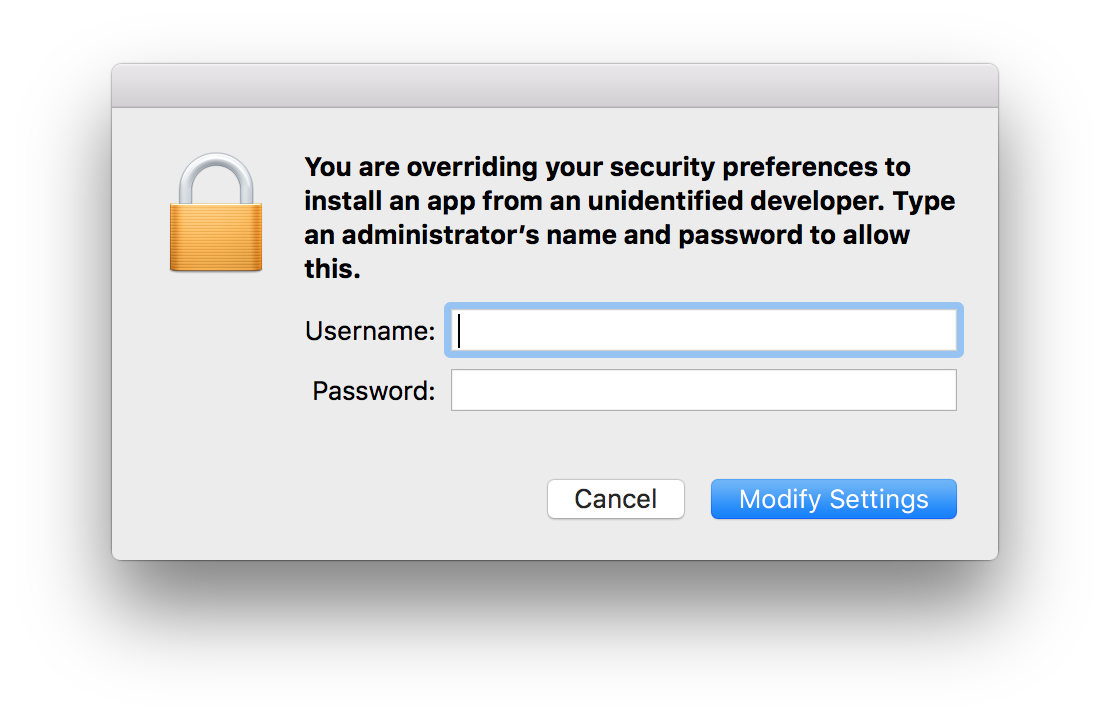 You are overriding your security preferences to
install an app from an unidentified developer. Type
an administrator’s name and password to allow
this.
Username:
Password:
Cancel
Modify Settings